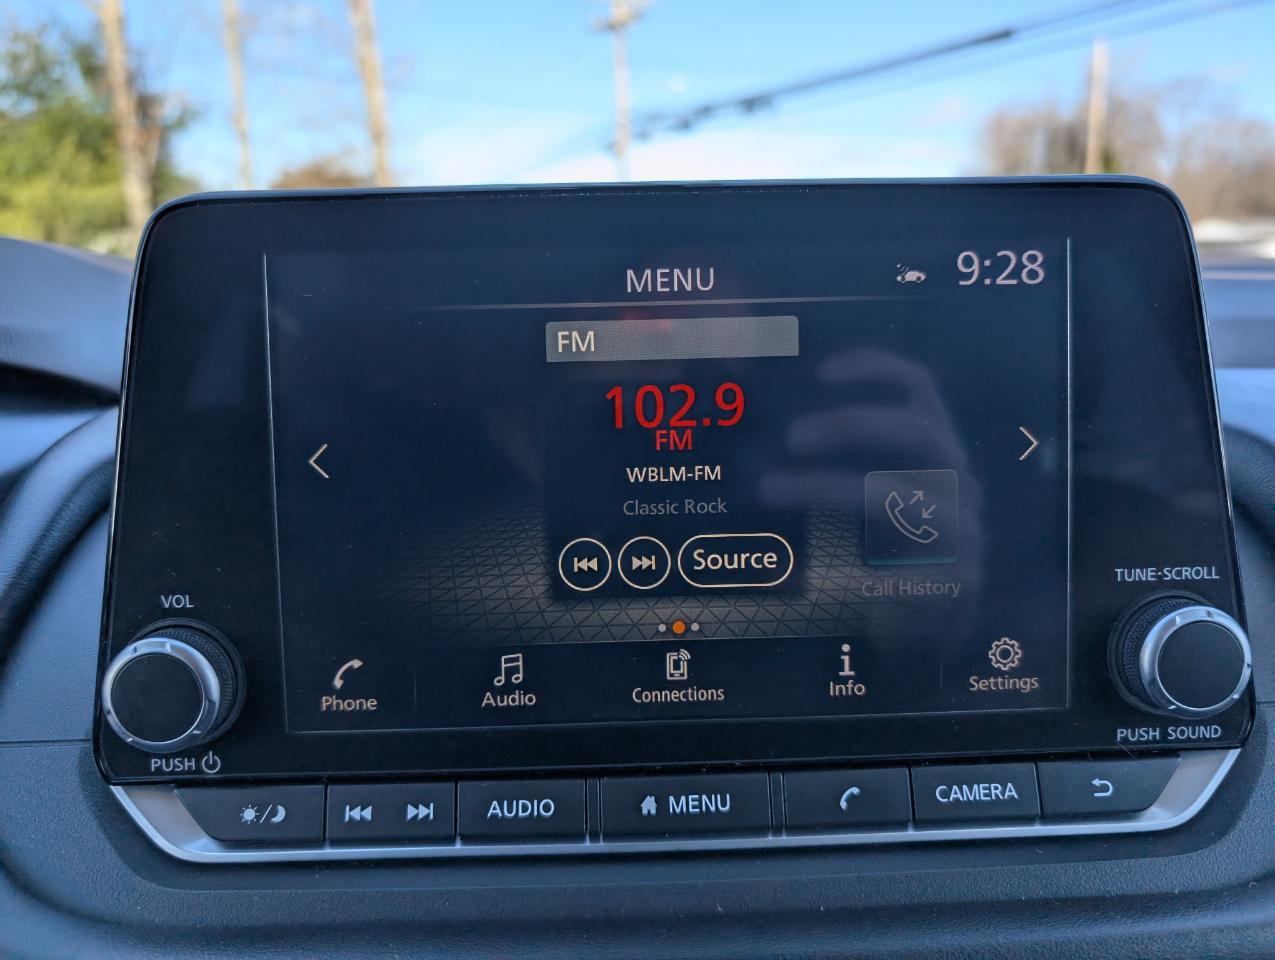 MENU
9:28
FM
102.9
FM
WBLM-FM
Classic Rock
Source
Call History
Phone
Audio
Connections
Info
Settings
VOL
PUSH
TUNE·SCROLL
PUSH SOUND
AUDIO
MENU
CAMERA